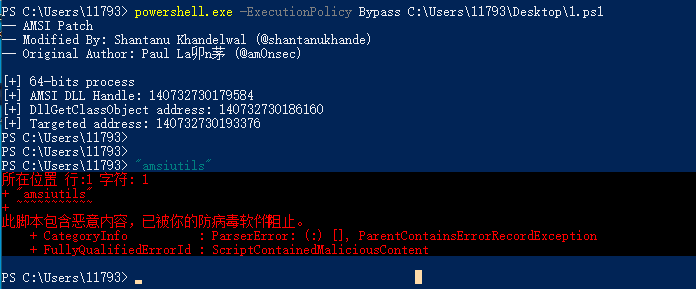 PS C:\Users\11793> powershell.exe -ExecutionPolicy Bypass C:\Users\11793\Desktop\1.ps1
-- AMSI Patch
-- Modified By: Shantanu Khandelwal (@shantanukhande)
-- Original Author: Paul La卯n茅 (@am0nsec)

[+] 64-bits process
[+] AMSI DLL Handle: 140732730179584
[+] DllGetClassObject address: 140732730186160
[+] Targeted address: 140732730193376
PS C:\Users\11793>
PS C:\Users\11793>
PS C:\Users\11793> "amsiutils"
所在位置 行:1 字符: 1
+ "amsiutils"
+ ~~~~~~~~~~~
此脚本包含恶意内容，已被你的防病毒软件阻止。
    + CategoryInfo          : ParserError: (:) [], ParentContainsErrorRecordException
    + FullyQualifiedErrorId : ScriptContainedMaliciousContent

PS C:\Users\11793>